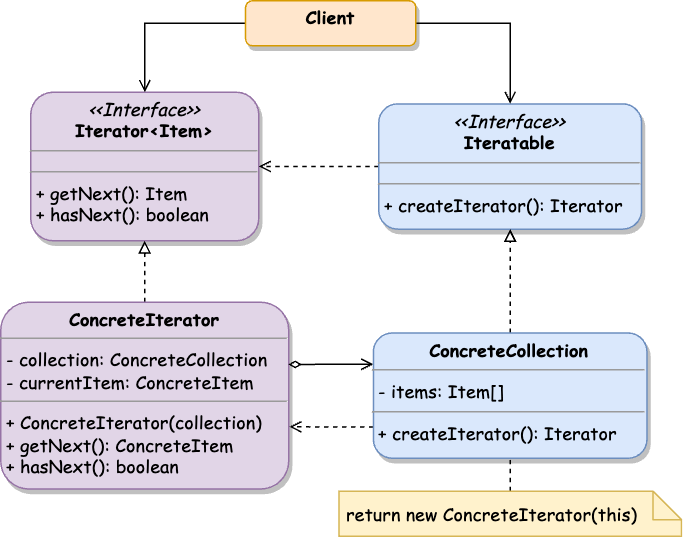 Client
<<Interface>>
Iterator<Item>
+ getNext(): Item
+ hasNext(): boolean
<<Interface>>
Iteratable
+ createIterator(): Iterator
ConcreteIterator
- collection: ConcreteCollection
- currentItem: ConcreteItem
+ ConcreteIterator(collection)
+ getNext(): ConcreteItem
+ hasNext(): boolean
ConcreteCollection
- items: Item[]
+ createIterator(): Iterator
return new ConcreteIterator(this)